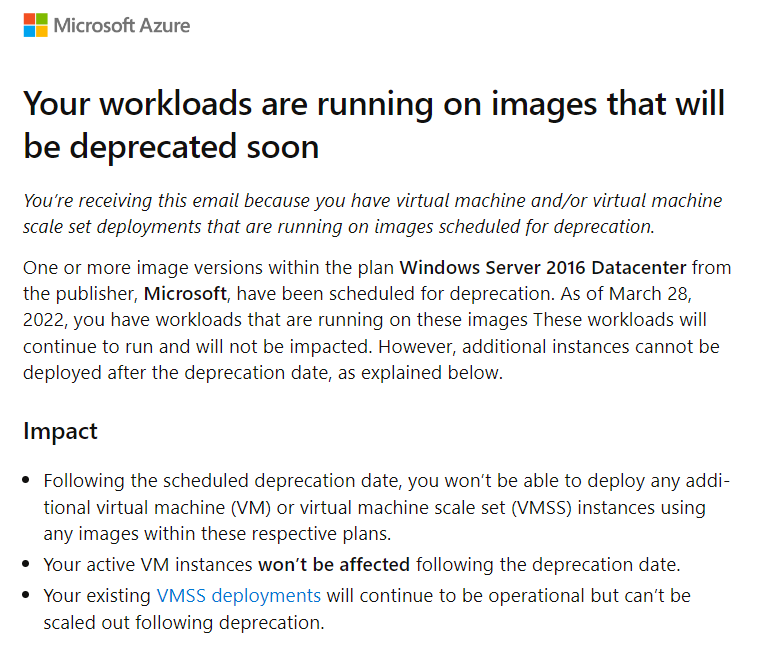 Microsoft Azure
Your workloads are running on images that will
be deprecated soon
You're receiving this email because you have virtual machine and/or virtual machine
scale set deployments that are running on images scheduled for deprecation.
One or more image versions within the plan Windows Server 2016 Datacenter from
the publisher, Microsoft, have been scheduled for deprecation. As of March 28,
2022, you have workloads that are running on these images These workloads will
continue to run and will not be impacted. However, additional instances cannot be
deployed after the deprecation date, as explained below.
Impact
• Following the scheduled deprecation date, you won't be able to deploy any addi-
tional virtual machine (VM) or virtual machine scale set (VMSS) instances using
any images within these respective plans.
• Your active VM instances won't be affected following the deprecation date.
• Your existing VMSS deployments will continue to be operational but can't be
scaled out following deprecation.